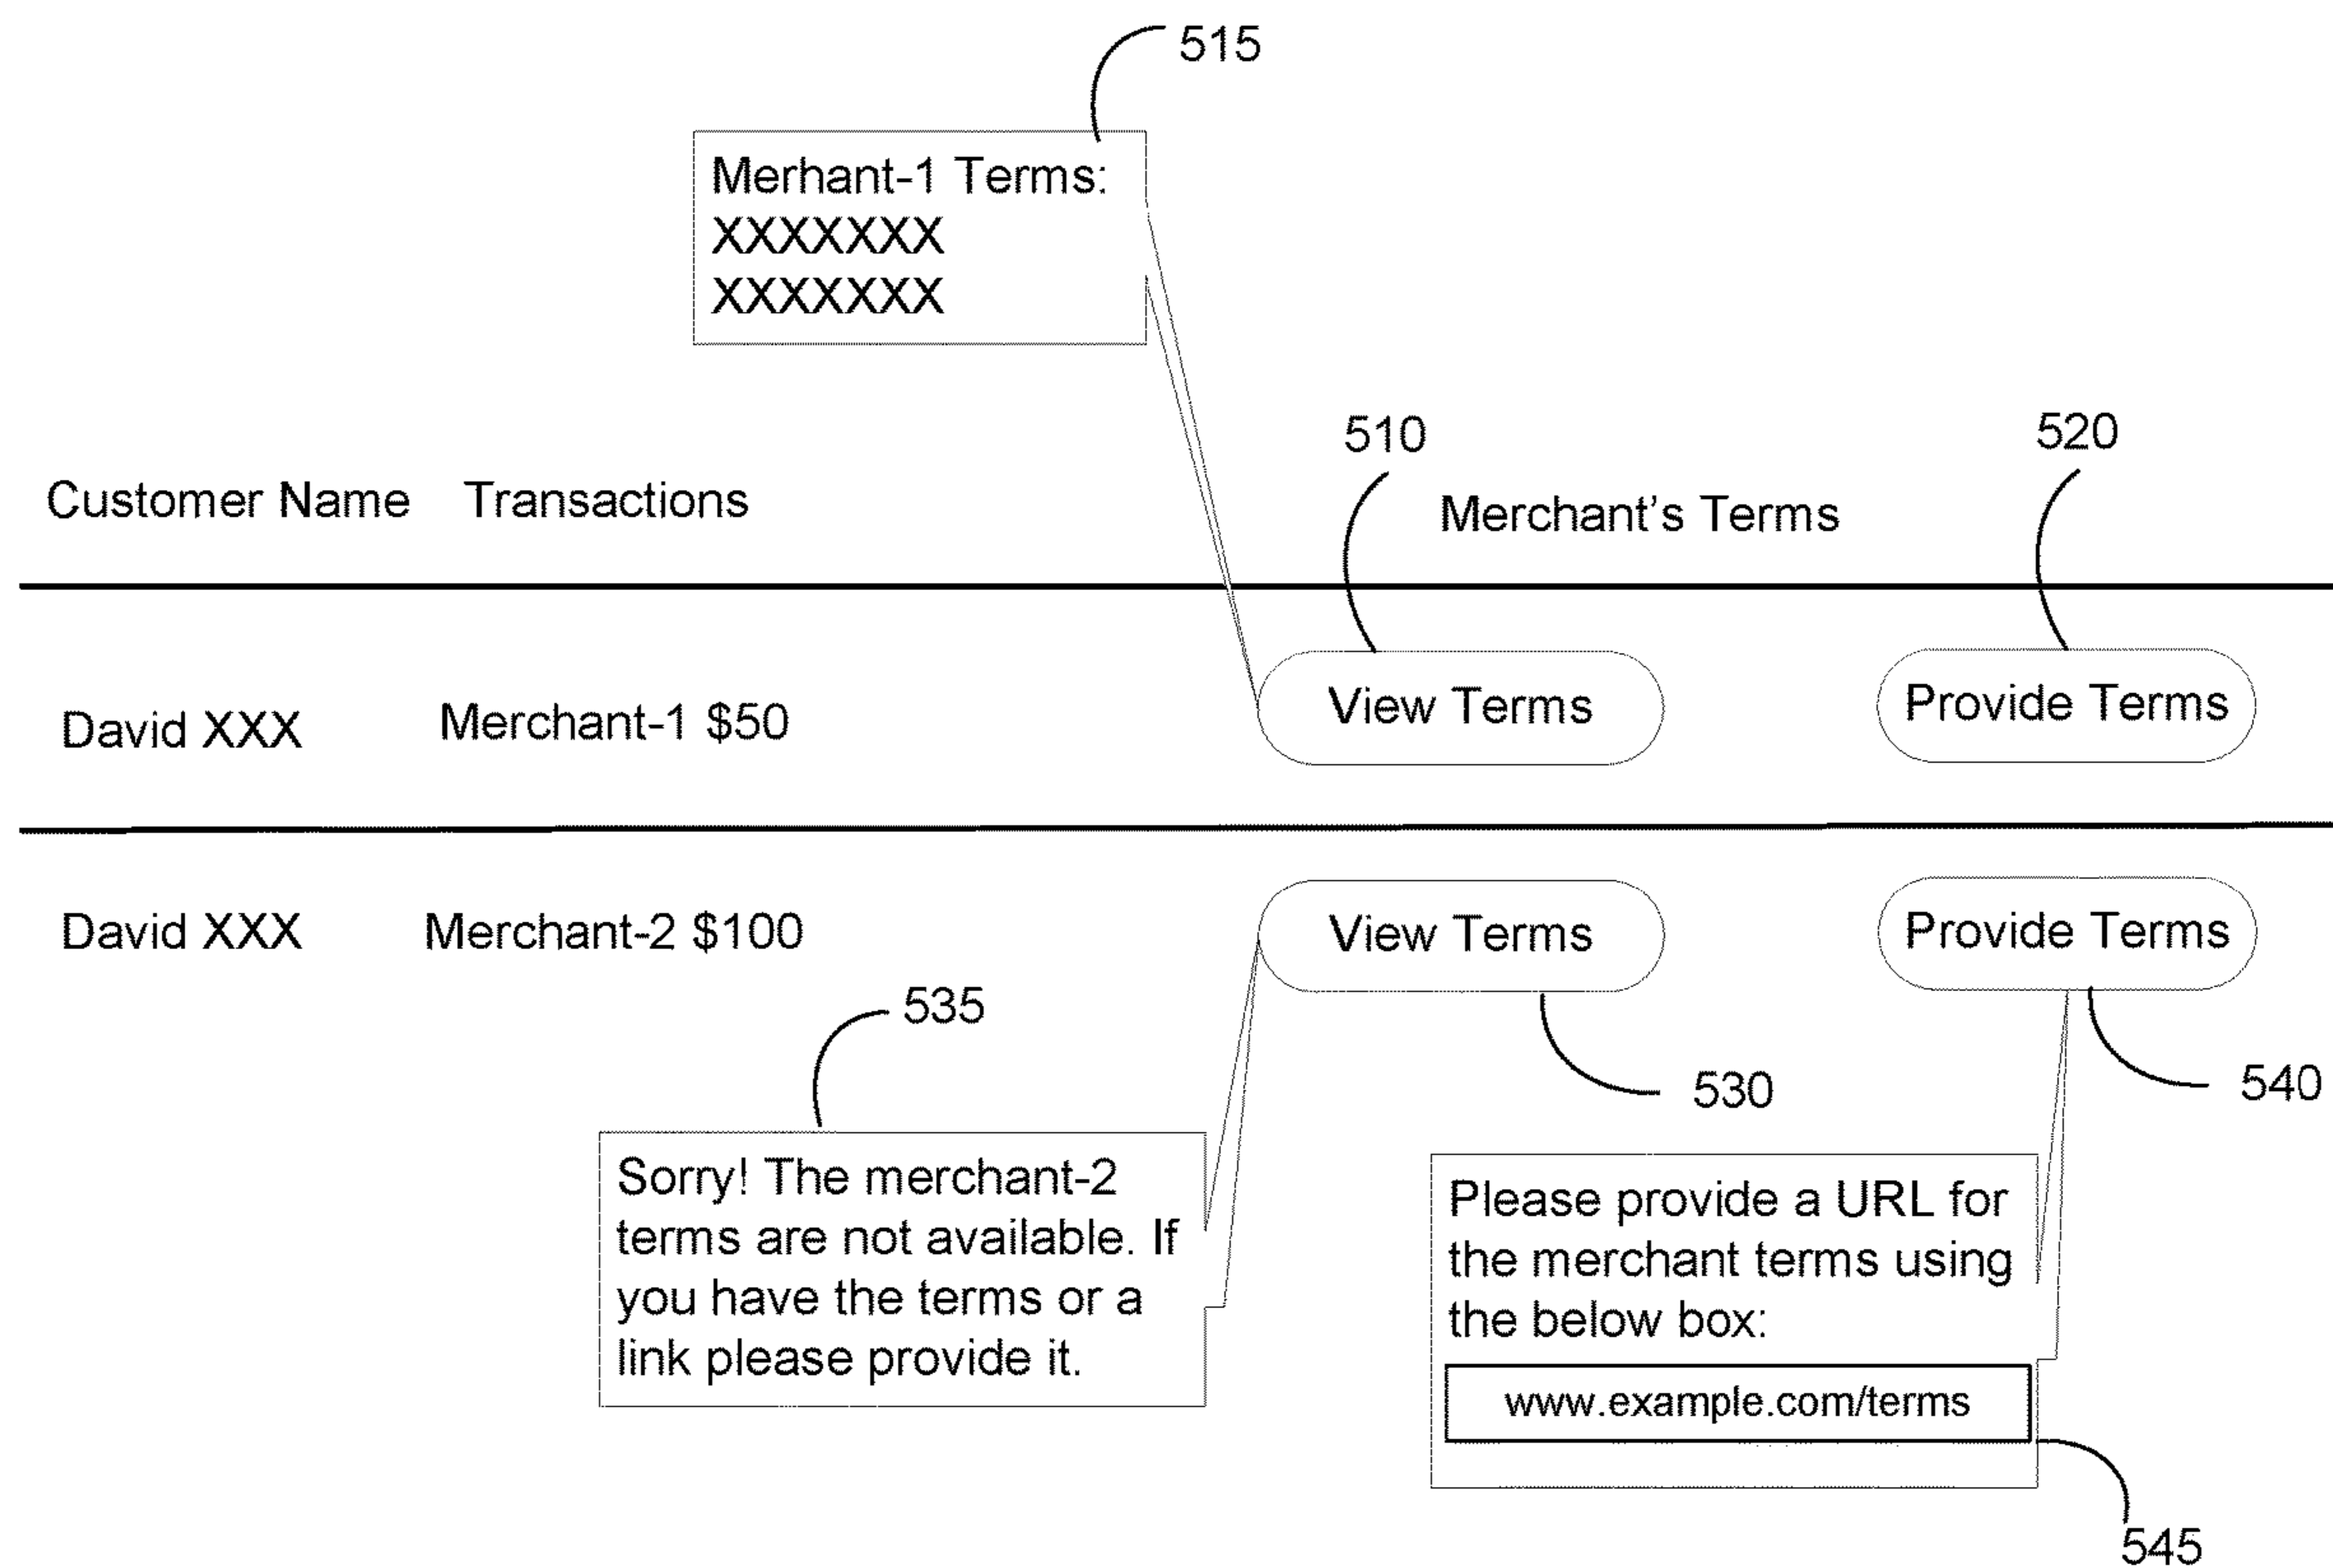 515
Merhant-1 Terms:
XXXXXXX
XXXXXXX
510
520
Customer Name Transactions Merchant's Terms
David XXX Merchant-1 $50 View Terms Provide Terms
David XXX Merchant-2 $100 View Terms Provide Terms
535
530
540
Sorry! The merchant-2
terms are not available. If
you have the terms or a
link please provide it.
Please provide a URL for
the merchant terms using
the below box:
www.example.com/terms
545